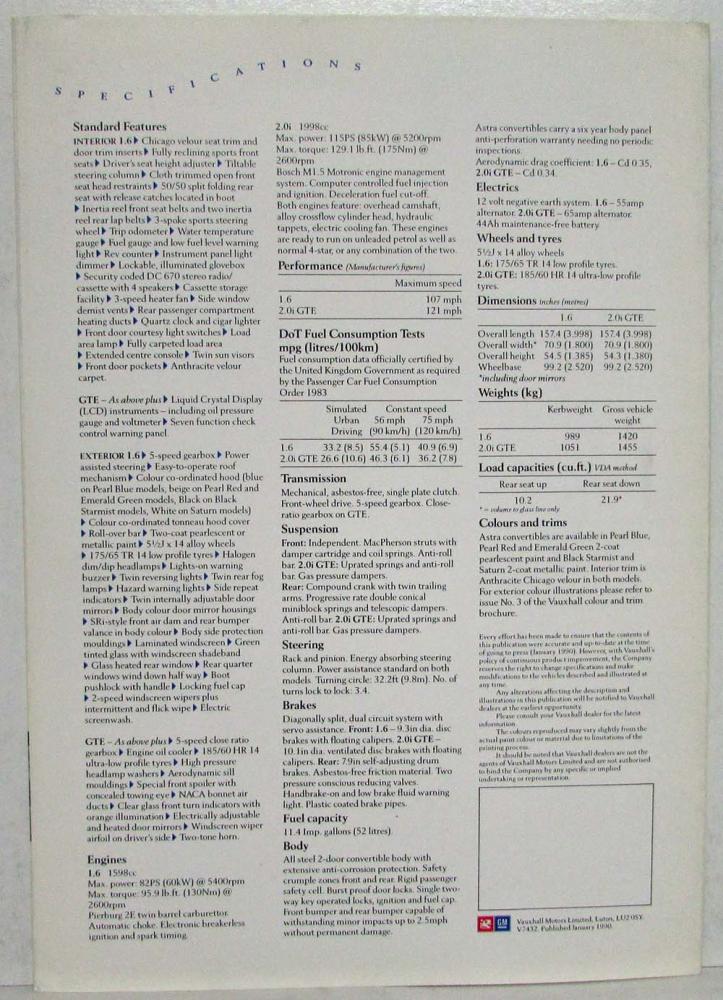 SPECIFICATIONS
Standard Features
INTERIOR 1.6 ▶ Chicago velour seat trim and
door trim inserts ▶ Fully reclining sports front
seats ▶ Driver's seat height adjuster ▶ Tiltable
steering column ▶ Cloth trimmed open front
seat head restraints ▶ 50/50 split folding rear
seat with release catches located in boot
▶ Inertia reel front seat belts and two inertia
reel rear lap belts ▶ 3-spoke sports steering
wheel ▶ Trip odometer ▶ Water temperature
gauge ▶ Fuel gauge and low fuel level warning
light ▶ Rev counter ▶ Instrument panel light
dimmer ▶ Lockable, illuminated glovebox
▶ Security coded DC 670 stereo radio/
cassette with 4 speakers ▶ Cassette storage
facility ▶ 3-speed heater fan ▶ Side window
demist vents ▶ Rear passenger compartment
heating ducts ▶ Quartz clock and cigar lighter
▶ Front door courtesy light switches ▶ Load
area lamp ▶ Fully carpeted load area
▶ Extended centre console ▶ Twin sun visors
▶ Front door pockets ▶ Anthracite velour
carpet.
GTE – As above plus ▶ Liquid Crystal Display
(LCD) instruments – including oil pressure
gauge and voltmeter ▶ Seven function check
control warning panel.
EXTERIOR 1.6 ▶ 5-speed gearbox ▶ Power
assisted steering ▶ Easy-to-operate roof
mechanism ▶ Colour co-ordinated hood (blue
on Pearl Blue models, beige on Pearl Red and
Emerald Green models, Black on Black
Starmist models, White on Saturn models)
▶ Colour co-ordinated tonneau hood cover
▶ Roll-over bar ▶ Two-coat pearlescent or
metallic paint ▶ 5½J x 14 alloy wheels
▶ 175/65 TR 14 low profile tyres ▶ Halogen
dim/dip headlamps ▶ Lights-on warning
buzzer ▶ Twin reversing lights ▶ Twin rear fog
lamps ▶ Hazard warning lights ▶ Side repeat
indicators ▶ Twin internally adjustable door
mirrors ▶ Body colour door mirror housings
▶ SRi-style front air dam and rear bumper
valance in body colour ▶ Body side protection
mouldings ▶ Laminated windscreen ▶ Green
tinted glass with windscreen shadeband
▶ Glass heated rear window ▶ Rear quarter
windows wind down half way ▶ Boot
pushlock with handle ▶ Locking fuel cap
▶ 2-speed windscreen wipers plus
intermittent and flick wipe ▶ Electric
screenwash.
GTE – As above plus ▶ 5-speed close ratio
gearbox ▶ Engine oil cooler ▶ 185/60 HR 14
ultra-low profile tyres ▶ High pressure
headlamp washers ▶ Aerodynamic sill
mouldings ▶ Special front spoiler with
concealed towing eye ▶ NACA bonnet air
ducts ▶ Clear glass front turn indicators with
orange illumination ▶ Electrically adjustable
and heated door mirrors ▶ Windscreen wiper
airfoil on driver's side ▶ Two-tone horn.
Engines
1.6 1598cc
Max. power: 82PS (60kW) @ 5400rpm
Max. torque: 95.9 lb.ft. (130Nm) @
2600rpm
Pierburg 2E twin barrel carburettor.
Automatic choke. Electronic breakerless
ignition and spark timing.
2.0i 1998cc
Max. power: 115PS (85kW) @ 5200rpm
Max. torque: 129.1 lb.ft. (175Nm) @
2600rpm
Bosch M1.5 Motronic engine management
system. Computer controlled fuel injection
and ignition. Deceleration fuel cut-off.
Both engines feature: overhead camshaft,
alloy crossflow cylinder head, hydraulic
tappets, electric cooling fan. These engines
are ready to run on unleaded petrol as well as
normal 4-star, or any combination of the two.
Performance (Manufacturer's figures)
Maximum speed
1.6 107 mph
2.0i GTE 121 mph
DoT Fuel Consumption Tests
mpg (litres/100km)
Fuel consumption data officially certified by
the United Kingdom Government as required
by the Passenger Car Fuel Consumption
Order 1983
Simulated Constant speed
Urban 56 mph 75 mph
Driving (90 km/h) (120 km/h)
1.6 33.2 (8.5) 55.4 (5.1) 40.9 (6.9)
2.0i GTE 26.6 (10.6) 46.3 (6.1) 36.2 (7.8)
Transmission
Mechanical, asbestos-free, single plate clutch.
Front-wheel drive. 5-speed gearbox. Close-
ratio gearbox on GTE.
Suspension
Front: Independent. MacPherson struts with
damper cartridge and coil springs. Anti-roll
bar. 2.0i GTE: Uprated springs and anti-roll
bar. Gas pressure dampers.
Rear: Compound crank with twin trailing
arms. Progressive rate double conical
miniblock springs and telescopic dampers.
Anti-roll bar. 2.0i GTE: Uprated springs and
anti-roll bar. Gas pressure dampers.
Steering
Rack and pinion. Energy absorbing steering
column. Power assistance standard on both
models. Turning circle: 32.2ft (9.8m). No. of
turns lock to lock: 3.4.
Brakes
Diagonally split, dual circuit system with
servo assistance. Front: 1.6 – 9.3in dia. disc
brakes with floating calipers. 2.0i GTE –
10.1in dia. ventilated disc brakes with floating
calipers. Rear: 7.9in self-adjusting drum
brakes. Asbestos-free friction material. Two
pressure conscious reducing valves.
Handbrake-on and low brake fluid warning
light. Plastic coated brake pipes.
Fuel capacity
11.4 Imp. gallons (52 litres).
Body
All steel 2-door convertible body with
extensive anti-corrosion protection. Safety
crumple zones front and rear. Rigid passenger
safety cell. Burst proof door locks. Single two-
way key operated locks, ignition and fuel cap.
Front bumper and rear bumper capable of
withstanding minor impacts up to 2.5mph
without permanent damage.
Astra convertibles carry a six year body panel
anti-perforation warranty needing no periodic
inspections.
Aerodynamic drag coefficient: 1.6 – Cd 0.35,
2.0i GTE – Cd 0.34.
Electrics
12 volt negative earth system. 1.6 – 55amp
alternator. 2.0i GTE – 65amp alternator.
44Ah maintenance-free battery.
Wheels and tyres
5½J x 14 alloy wheels
1.6: 175/65 TR 14 low profile tyres.
2.0i GTE: 185/60 HR 14 ultra-low profile
tyres.
Dimensions inches (metres)
1.6 2.0i GTE
Overall length 157.4 (3.998) 157.4 (3.998)
Overall width* 70.9 (1.800) 70.9 (1.800)
Overall height 54.5 (1.385) 54.3 (1.380)
Wheelbase 99.2 (2.520) 99.2 (2.520)
*including door mirrors
Weights (kg)
Kerbweight Gross vehicle
weight
1.6 989 1420
2.0i GTE 1051 1455
Load capacities (cu.ft.) VDA method
Rear seat up Rear seat down
10.2 21.9*
* = volume to glass line only
Colours and trims
Astra convertibles are available in Pearl Blue,
Pearl Red and Emerald Green 2-coat
pearlescent paint and Black Starmist and
Saturn 2-coat metallic paint. Interior trim is
Anthracite Chicago velour in both models.
For exterior colour illustrations please refer to
issue No. 3 of the Vauxhall colour and trim
brochure.
Every effort has been made to ensure that the contents of
this publication were accurate and up-to-date at the time
of going to press (January 1990). However, with Vauxhall's
policy of continuous product improvement, the Company
reserves the right to change specifications and make
modifications to the vehicles described and illustrated at
any time.
Any alterations affecting the description and
illustrations in this publication will be notified to Vauxhall
dealers at the earliest opportunity.
Please consult your Vauxhall dealer for the latest
information.
The colours reproduced may vary slightly from the
actual paint colour or material due to limitations of the
printing process.
It should be noted that Vauxhall dealers are not the
agents of Vauxhall Motors Limited and are not authorised
to bind the Company by any specific or implied
undertaking or representation.
GM
Vauxhall Motors Limited, Luton, LU2 0SY.
V7432. Published January 1990.